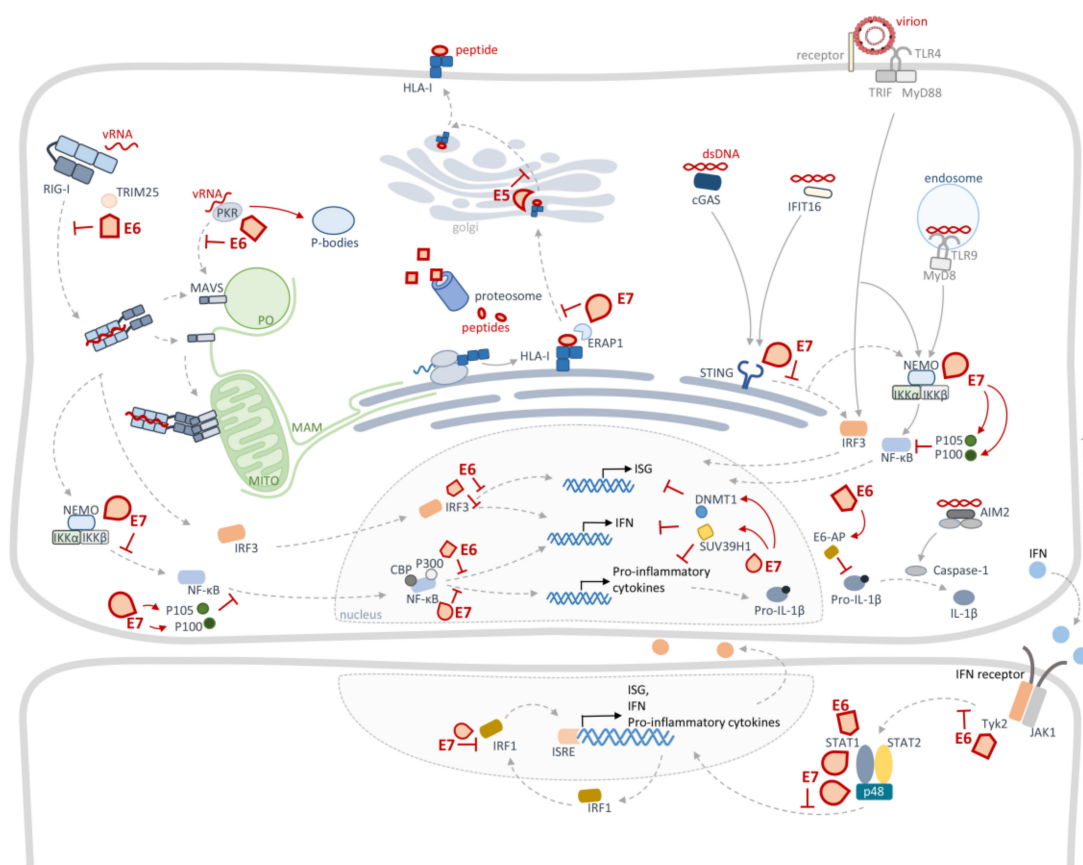 virion
peptide
receptor
TLR4
HLA-I
TRIF
MyD88
vRNA
dsDNA
RIG-I
TRIM25
vRNA
E5
cGAS
IFIT16
endosome
PKR
E6
E6
P-bodies
golgi
TLR9
MyD8
MAVS
proteosome
E7
PO
peptides
ERAP1
HLA-I
E7
STING
NEMO
E7
IKKα
IKKβ
MAM
IRF3
P105
NF-κB
P100
MITO
E6
ISG
DNMT1
E6
NEMO
E7
IRF3
AIM2
IKKα
IKKβ
IFN
E6-AP
IRF3
E6
SUV39H1
CBP
P300
IFN
Pro-inflammatory
cytokines
E7
Caspase-1
NF-κB
NF-κB
Pro-IL-1β
P105
E7
nucleus
E7
Pro-IL-1β
IL-1β
P100
IFN receptor
ISG,
IFN
Pro-inflammatory cytokines
E6
Tyk2
JAK1
E7
IRF1
ISRE
STAT1
STAT2
E6
E7
p48
IRF1